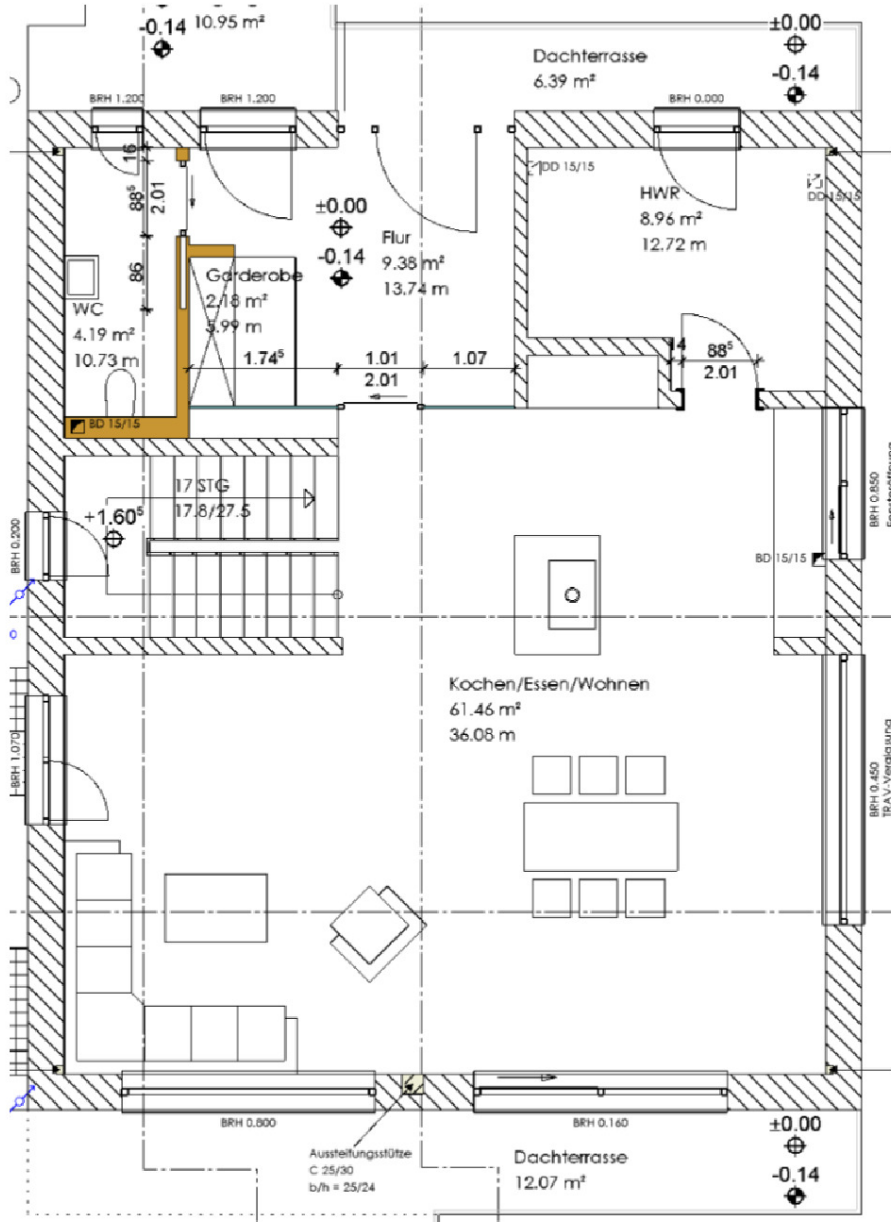 -0.14
10.95 m²
±0.00
-0.14
Dachterrasse
6.39 m²
BRH 1.200
BRH 1.200
BRH 0.000
16
88⁵
2.01
86
DD 15/15
DD 15/15
HWR
8.96 m²
12.72 m
±0.00
-0.14
Flur
9.38 m²
13.74 m
Garderobe
2.18 m²
5.99 m
WC
4.19 m²
10.73 m
1.74⁵
1.01
2.01
1.07
14
88⁵
2.01
BD 15/15
17 STG
17.8/27.5
+1.60⁵
BRH 0.200
BRH 0.850
Fensteröffnung
BD 15/15
Kochen/Essen/Wohnen
61.46 m²
36.08 m
BRH 1.070
BRH 0.450
TRAV-Verglasung
BRH 0.800
BRH 0.160
Aussteifungsstütze
C 25/30
b/h = 25/24
Dachterrasse
12.07 m²
±0.00
-0.14